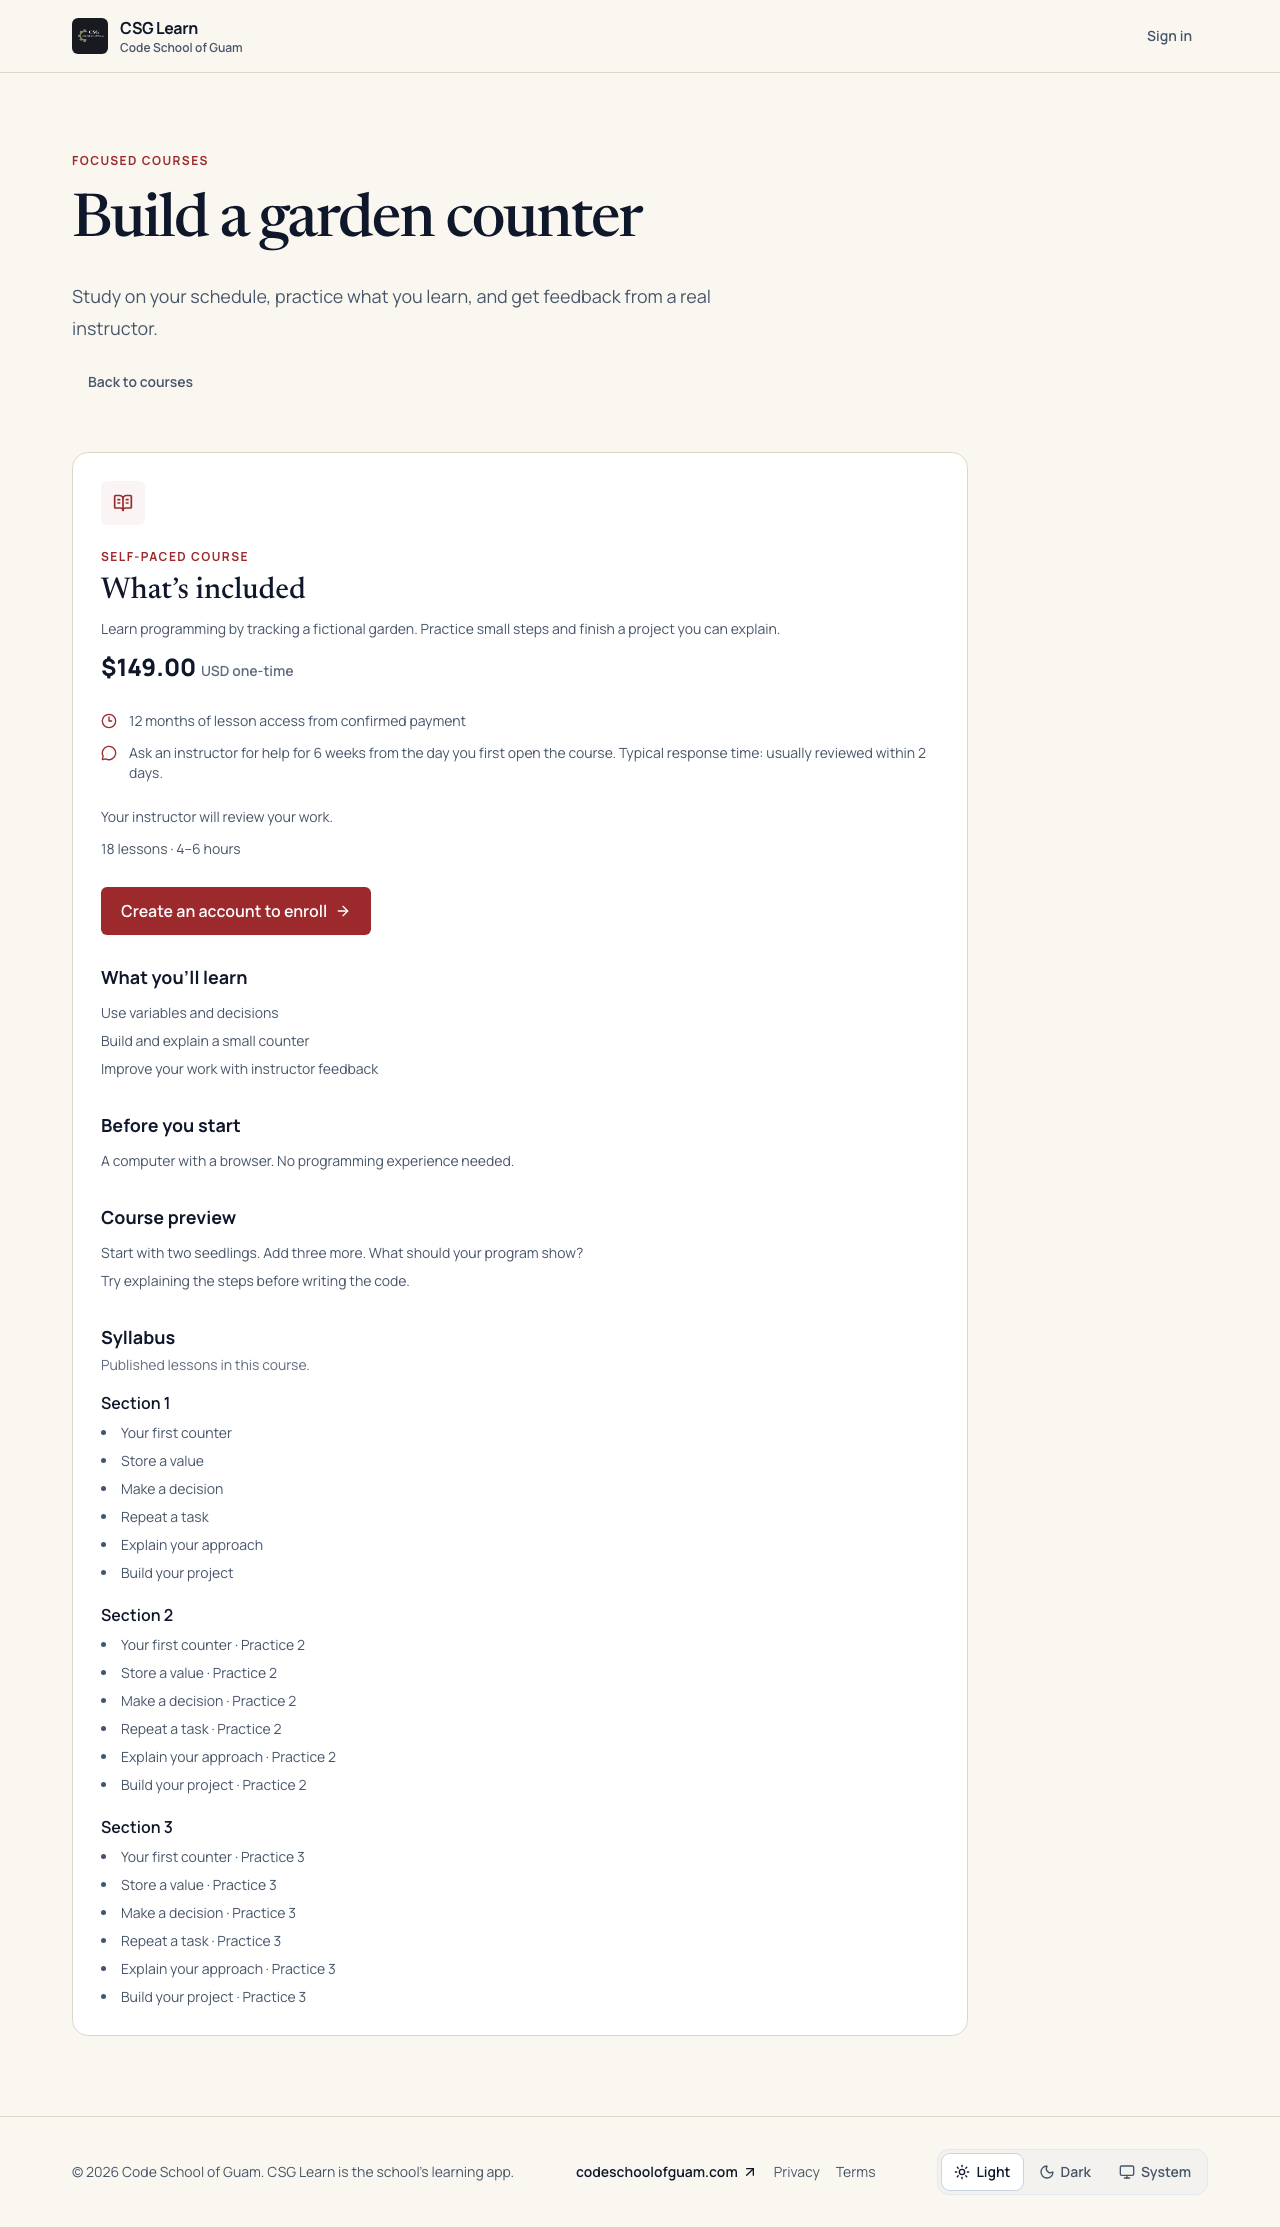 CSG Learn
Code School of Guam
Sign in
FOCUSED COURSES
Build a garden counter
Study on your schedule, practice what you learn, and get feedback from a real
instructor.
Back to courses
SELF-PACED COURSE
What’s included
Learn programming by tracking a fictional garden. Practice small steps and finish a project you can explain.
$149.00 USD one-time
12 months of lesson access from confirmed payment
Ask an instructor for help for 6 weeks from the day you first open the course. Typical response time: usually reviewed within 2
days.
Your instructor will review your work.
18 lessons · 4–6 hours
Create an account to enroll
What you’ll learn
Use variables and decisions
Build and explain a small counter
Improve your work with instructor feedback
Before you start
A computer with a browser. No programming experience needed.
Course preview
Start with two seedlings. Add three more. What should your program show?
Try explaining the steps before writing the code.
Syllabus
Published lessons in this course.
Section 1
Your first counter
Store a value
Make a decision
Repeat a task
Explain your approach
Build your project
Section 2
Your first counter · Practice 2
Store a value · Practice 2
Make a decision · Practice 2
Repeat a task · Practice 2
Explain your approach · Practice 2
Build your project · Practice 2
Section 3
Your first counter · Practice 3
Store a value · Practice 3
Make a decision · Practice 3
Repeat a task · Practice 3
Explain your approach · Practice 3
Build your project · Practice 3
© 2026 Code School of Guam. CSG Learn is the school’s learning app.
codeschoolofguam.com
Privacy
Terms
Light
Dark
System